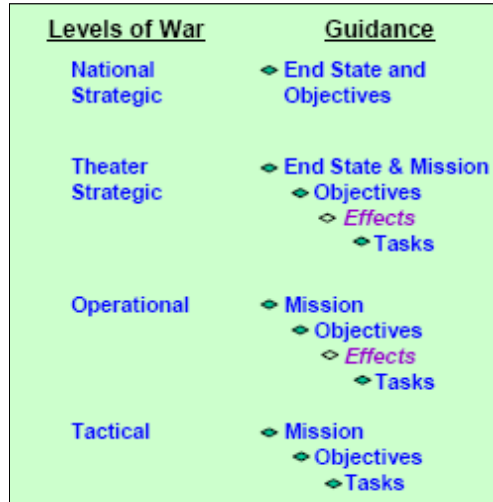 Levels of War Guidance
National End State and
Strategic Objectives
Theater End State & Mission
Strategic Objectives
Effects
Tasks
Operational Mission
Objectives
Effects
Tasks
Tactical Mission
Objectives
Tasks